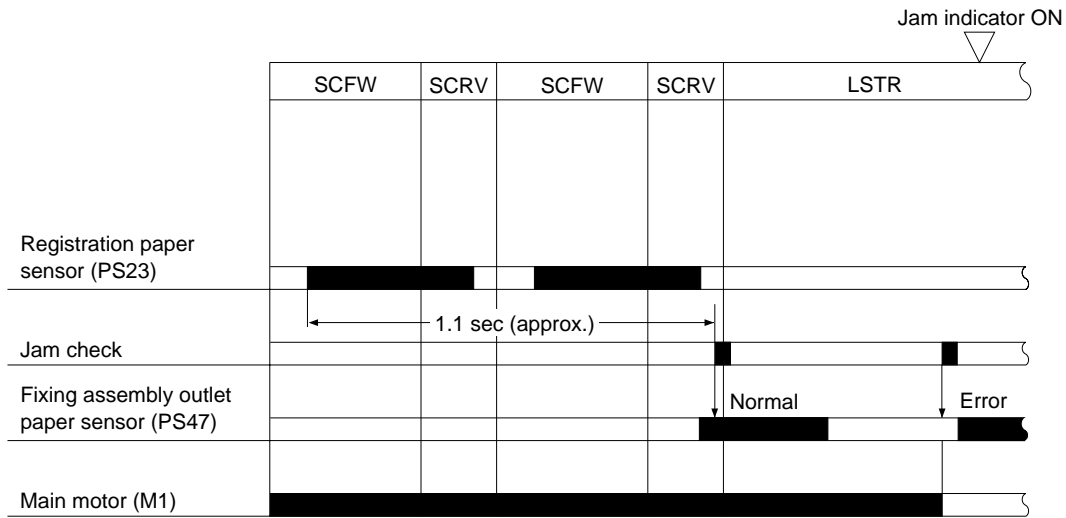 Jam indicator ON
SCFW SCRV SCFW SCRV LSTR
Registration paper
sensor (PS23)
1.1 sec (approx.)
Jam check
Fixing assembly outlet
paper sensor (PS47)
Normal
Error
Main motor (M1)